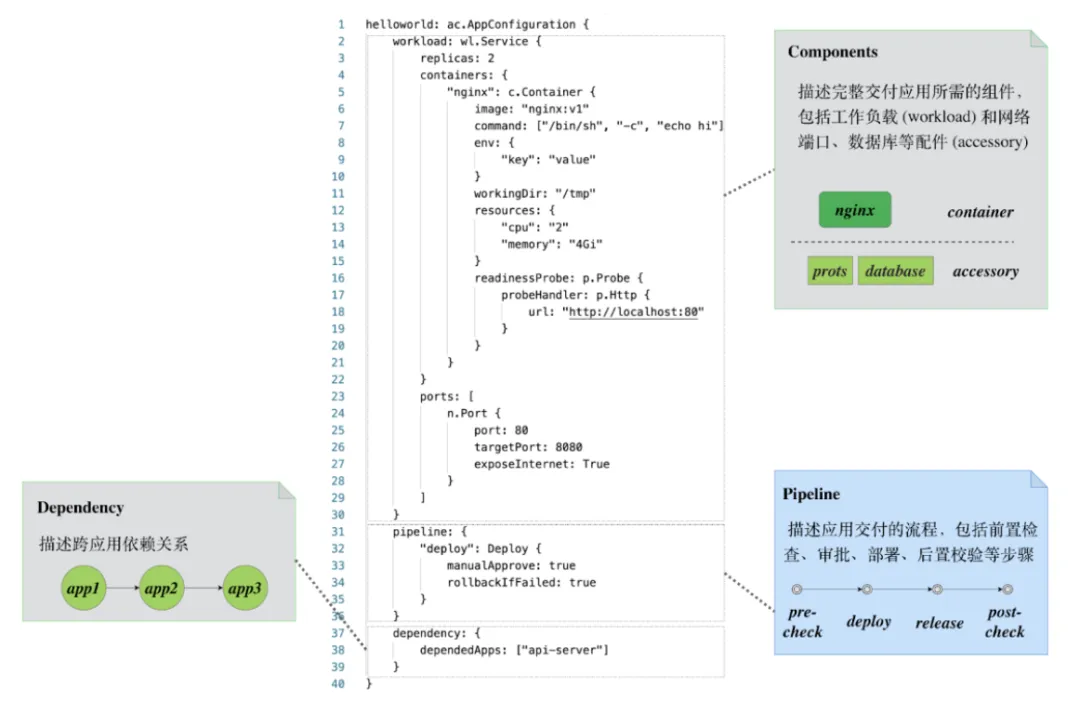 1 helloworld: ac.AppConfiguration {
2 workload: wl.Service {
3 replicas: 2
4 containers: {
5 "nginx": c.Container {
6 image: "nginx:v1"
7 command: ["/bin/sh", "-c", "echo hi"]
8 env: {
9 "key": "value"
10 }
11 workingDir: "/tmp"
12 resources: {
13 "cpu": "2"
14 "memory": "4Gi"
15 }
16 readinessProbe: p.Probe {
17 probeHandler: p.Http {
18 url: "http://localhost:80"
19 }
20 }
21 }
22 }
23 ports: [
24 n.Port {
25 port: 80
26 targetPort: 8080
27 exposeInternet: True
28 }
29 ]
30 }
31 pipeline: {
32 "deploy": Deploy {
33 manualApprove: true
34 rollbackIfFailed: true
35 }
36 }
37 dependency: {
38 dependedApps: ["api-server"]
39 }
40 }
Components
描述完整交付应用所需的组件，
包括工作负载 (workload) 和网络
端口、数据库等配件 (accessory)
nginx container
prots database accessory
Dependency
描述跨应用依赖关系
app1 app2 app3
Pipeline
描述应用交付的流程，包括前置检
查、审批、部署、后置校验等步骤
pre-
check
deploy
release
post-
check